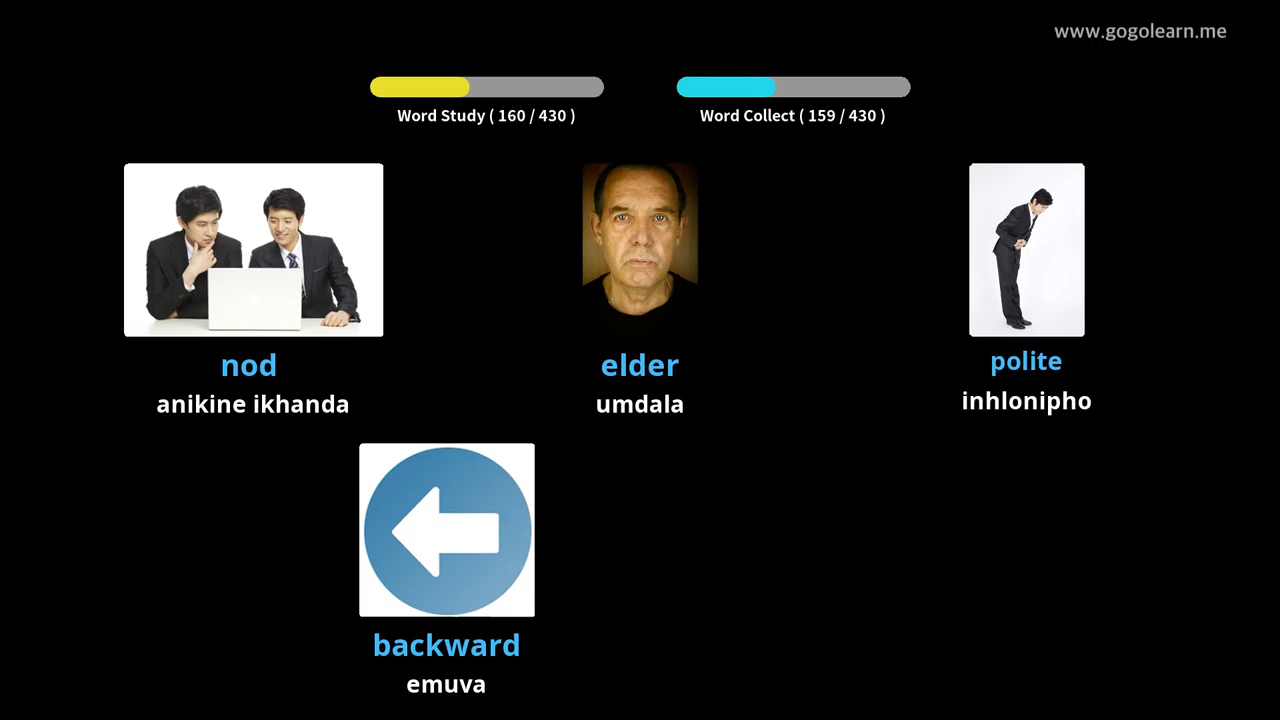 www.gogolearn.me
Word Study ( 160 / 430 )
Word Collect ( 159 / 430 )
nod
anikine ikhanda
elder
umdala
polite
inhlonipho
backward
emuva